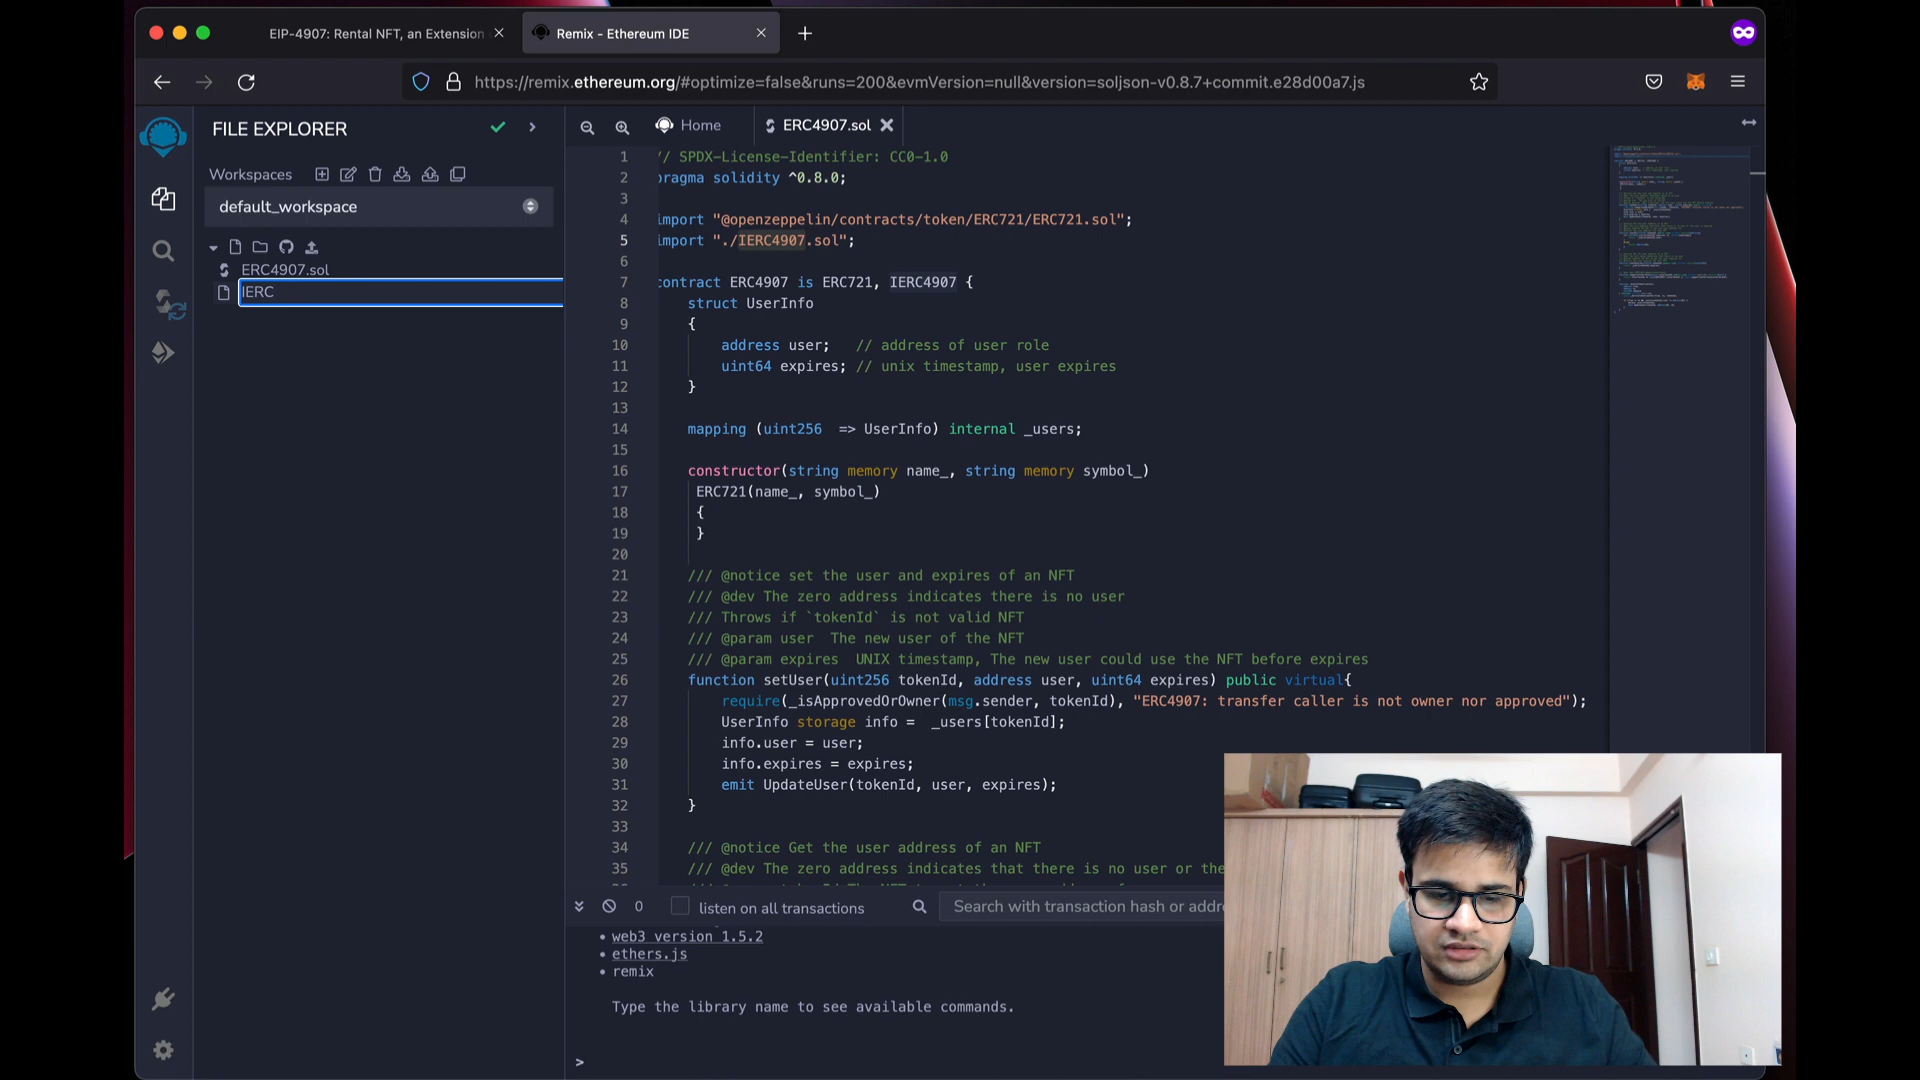 EIP-4907: Rental NFT, an Extension
Remix - Ethereum IDE
https://remix.ethereum.org/#optimize=false&runs=200&evmVersion=null&version=soljson-v0.8.7+commit.e28d00a7.js
FILE EXPLORER
Workspaces
default_workspace
ERC4907.sol
IERC
Home
ERC4907.sol
1 // SPDX-License-Identifier: CC0-1.0
2 pragma solidity ^0.8.0;
3
4 import "@openzeppelin/contracts/token/ERC721/ERC721.sol";
5 import "./IERC4907.sol";
6
7 contract ERC4907 is ERC721, IERC4907 {
8 struct UserInfo
9 {
10 address user; // address of user role
11 uint64 expires; // unix timestamp, user expires
12 }
13
14 mapping (uint256 => UserInfo) internal _users;
15
16 constructor(string memory name_, string memory symbol_)
17 ERC721(name_, symbol_)
18 {
19 }
20
21 /// @notice set the user and expires of an NFT
22 /// @dev The zero address indicates there is no user
23 /// Throws if `tokenId` is not valid NFT
24 /// @param user The new user of the NFT
25 /// @param expires UNIX timestamp, The new user could use the NFT before expires
26 function setUser(uint256 tokenId, address user, uint64 expires) public virtual{
27 require(_isApprovedOrOwner(msg.sender, tokenId), "ERC4907: transfer caller is not owner nor approved");
28 UserInfo storage info = _users[tokenId];
29 info.user = user;
30 info.expires = expires;
31 emit UpdateUser(tokenId, user, expires);
32 }
33
34 /// @notice Get the user address of an NFT
35 /// @dev The zero address indicates that there is no user or the
0
listen on all transactions
Search with transaction hash or addr
• web3 version 1.5.2
• ethers.js
• remix
Type the library name to see available commands.
>